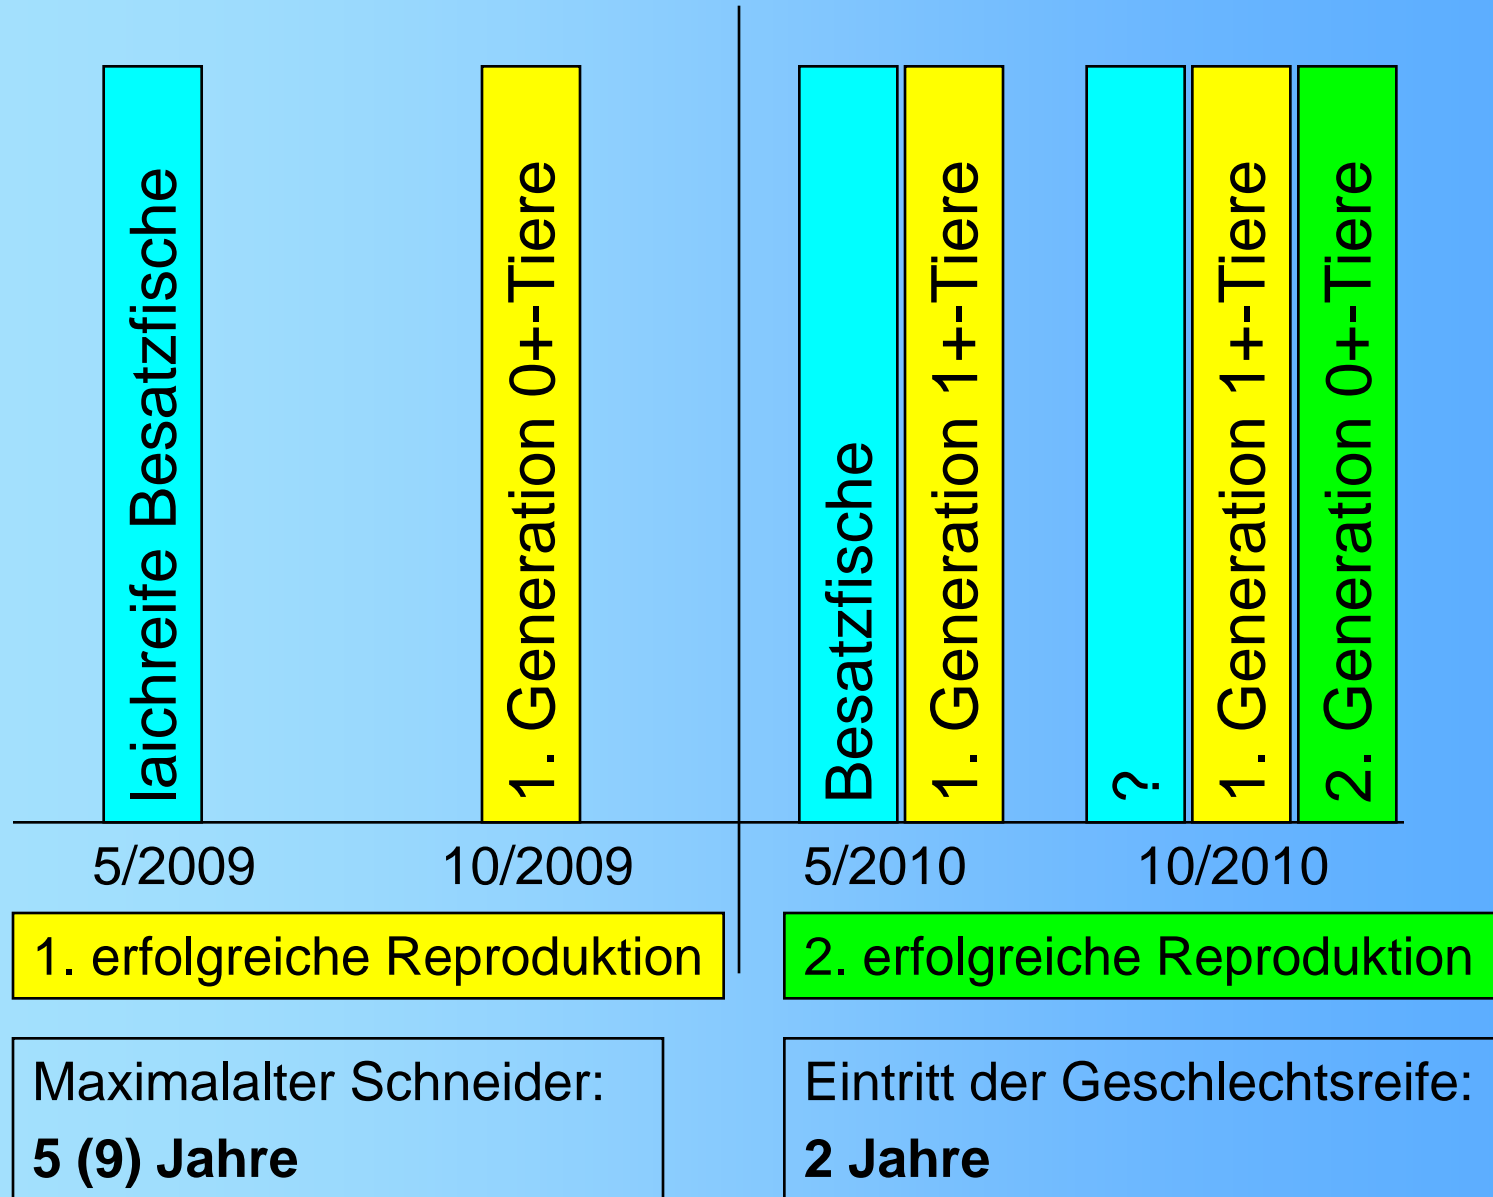 laichreife Besatzfische
1. Generation 0+-Tiere
Besatzfische
1. Generation 1+-Tiere
?
1. Generation 1+-Tiere
2. Generation 0+-Tiere
5/2009
10/2009
5/2010
10/2010
1. erfolgreiche Reproduktion
2. erfolgreiche Reproduktion
Maximalalter Schneider:
5 (9) Jahre
Eintritt der Geschlechtsreife:
2 Jahre